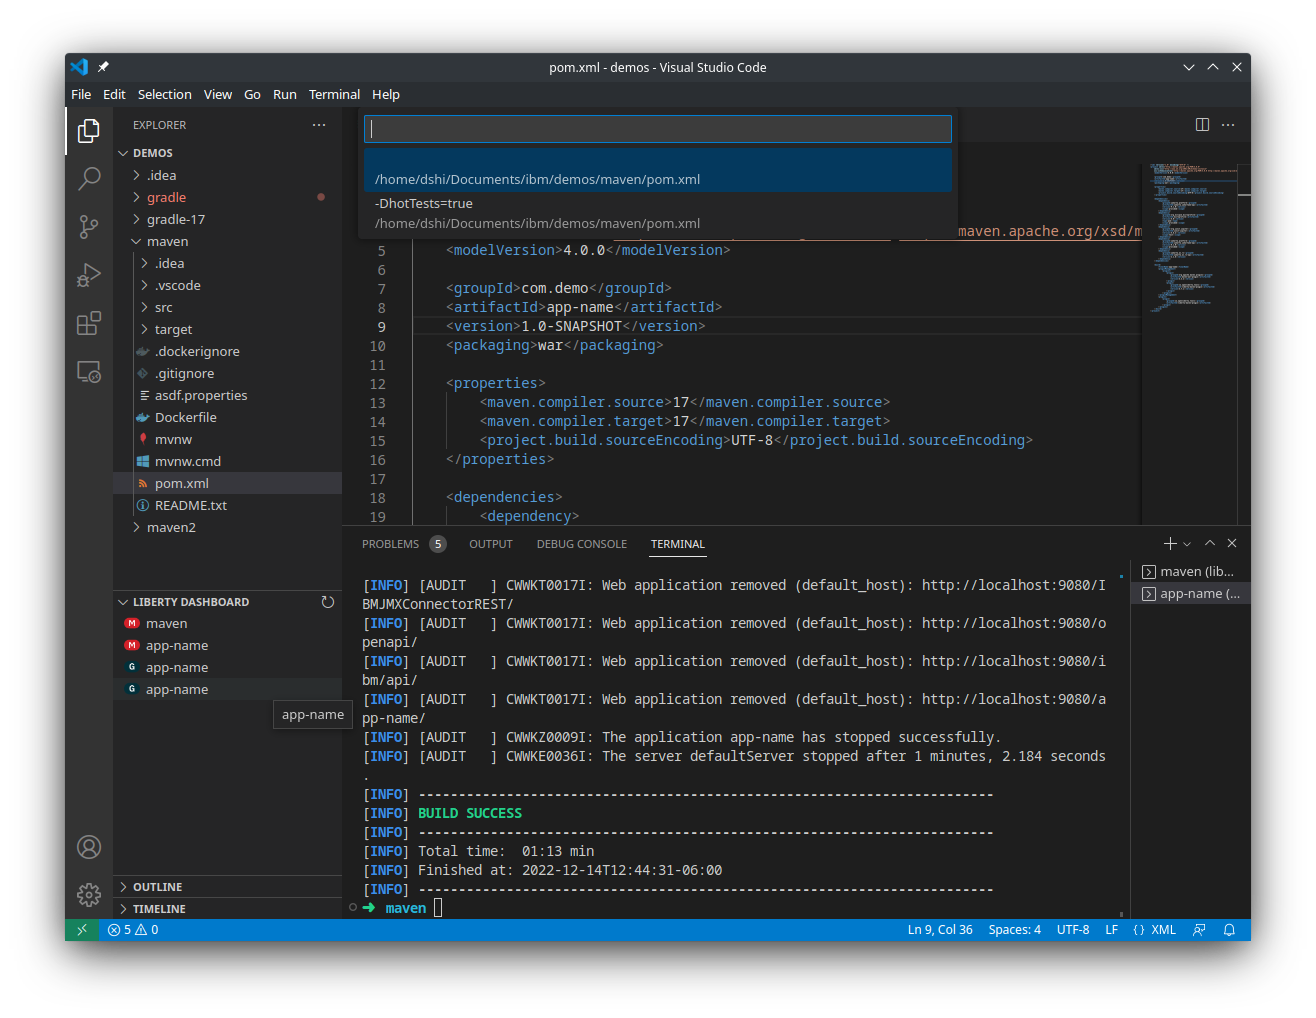 pom.xml - demos - Visual Studio Code
File Edit Selection View Go Run Terminal Help
EXPLORER
DEMOS
.idea
gradle
gradle-17
maven
.idea
.vscode
src
target
.dockerignore
.gitignore
asdf.properties
Dockerfile
mvnw
mvnw.cmd
pom.xml
README.txt
maven2
LIBERTY DASHBOARD
M maven
M app-name
G app-name
G app-name
app-name
OUTLINE
TIMELINE
/home/dshi/Documents/ibm/demos/maven/pom.xml
-DhotTests=true
/home/dshi/Documents/ibm/demos/maven/pom.xml
maven.apache.org/xsd/m
5 <modelVersion>4.0.0</modelVersion>
6
7 <groupId>com.demo</groupId>
8 <artifactId>app-name</artifactId>
9 <version>1.0-SNAPSHOT</version>
10 <packaging>war</packaging>
11
12 <properties>
13 <maven.compiler.source>17</maven.compiler.source>
14 <maven.compiler.target>17</maven.compiler.target>
15 <project.build.sourceEncoding>UTF-8</project.build.sourceEncoding>
16 </properties>
17
18 <dependencies>
19 <dependency>
PROBLEMS 5 OUTPUT DEBUG CONSOLE TERMINAL
[INFO] [AUDIT   ] CWWKT0017I: Web application removed (default_host): http://localhost:9080/I
BMJMXConnectorREST/
[INFO] [AUDIT   ] CWWKT0017I: Web application removed (default_host): http://localhost:9080/o
penapi/
[INFO] [AUDIT   ] CWWKT0017I: Web application removed (default_host): http://localhost:9080/i
bm/api/
[INFO] [AUDIT   ] CWWKT0017I: Web application removed (default_host): http://localhost:9080/a
pp-name/
[INFO] [AUDIT   ] CWWKZ0009I: The application app-name has stopped successfully.
[INFO] [AUDIT   ] CWWKE0036I: The server defaultServer stopped after 1 minutes, 2.184 seconds
.
[INFO] ------------------------------------------------------------------------
[INFO] BUILD SUCCESS
[INFO] ------------------------------------------------------------------------
[INFO] Total time:  01:13 min
[INFO] Finished at: 2022-12-14T12:44:31-06:00
[INFO] ------------------------------------------------------------------------
➜ maven
maven (lib...
app-name (...
5 0
Ln 9, Col 36 Spaces: 4 UTF-8 LF {} XML